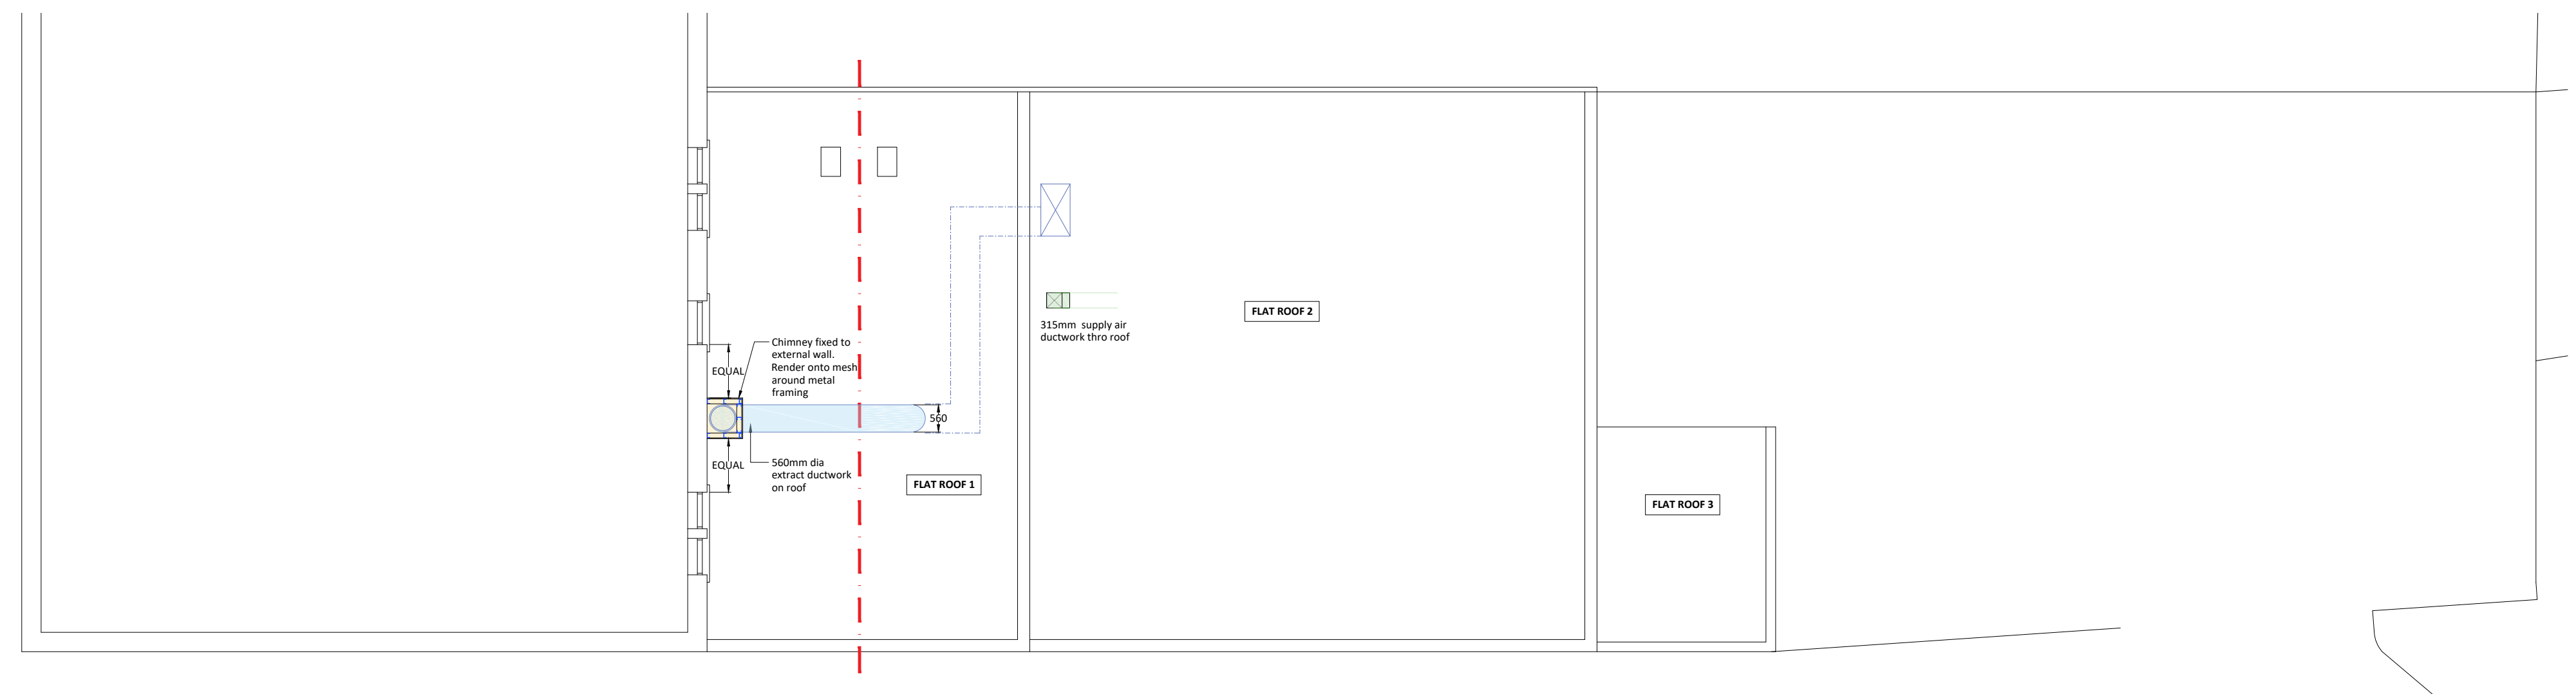 FLAT ROOF 2
315mm supply air
ductwork thro roof
Chimney fixed to
external wall.
Render onto mesh
around metal
framing
EQUAL
560
EQUAL
560mm dia
extract ductwork
on roof
FLAT ROOF 1
FLAT ROOF 3